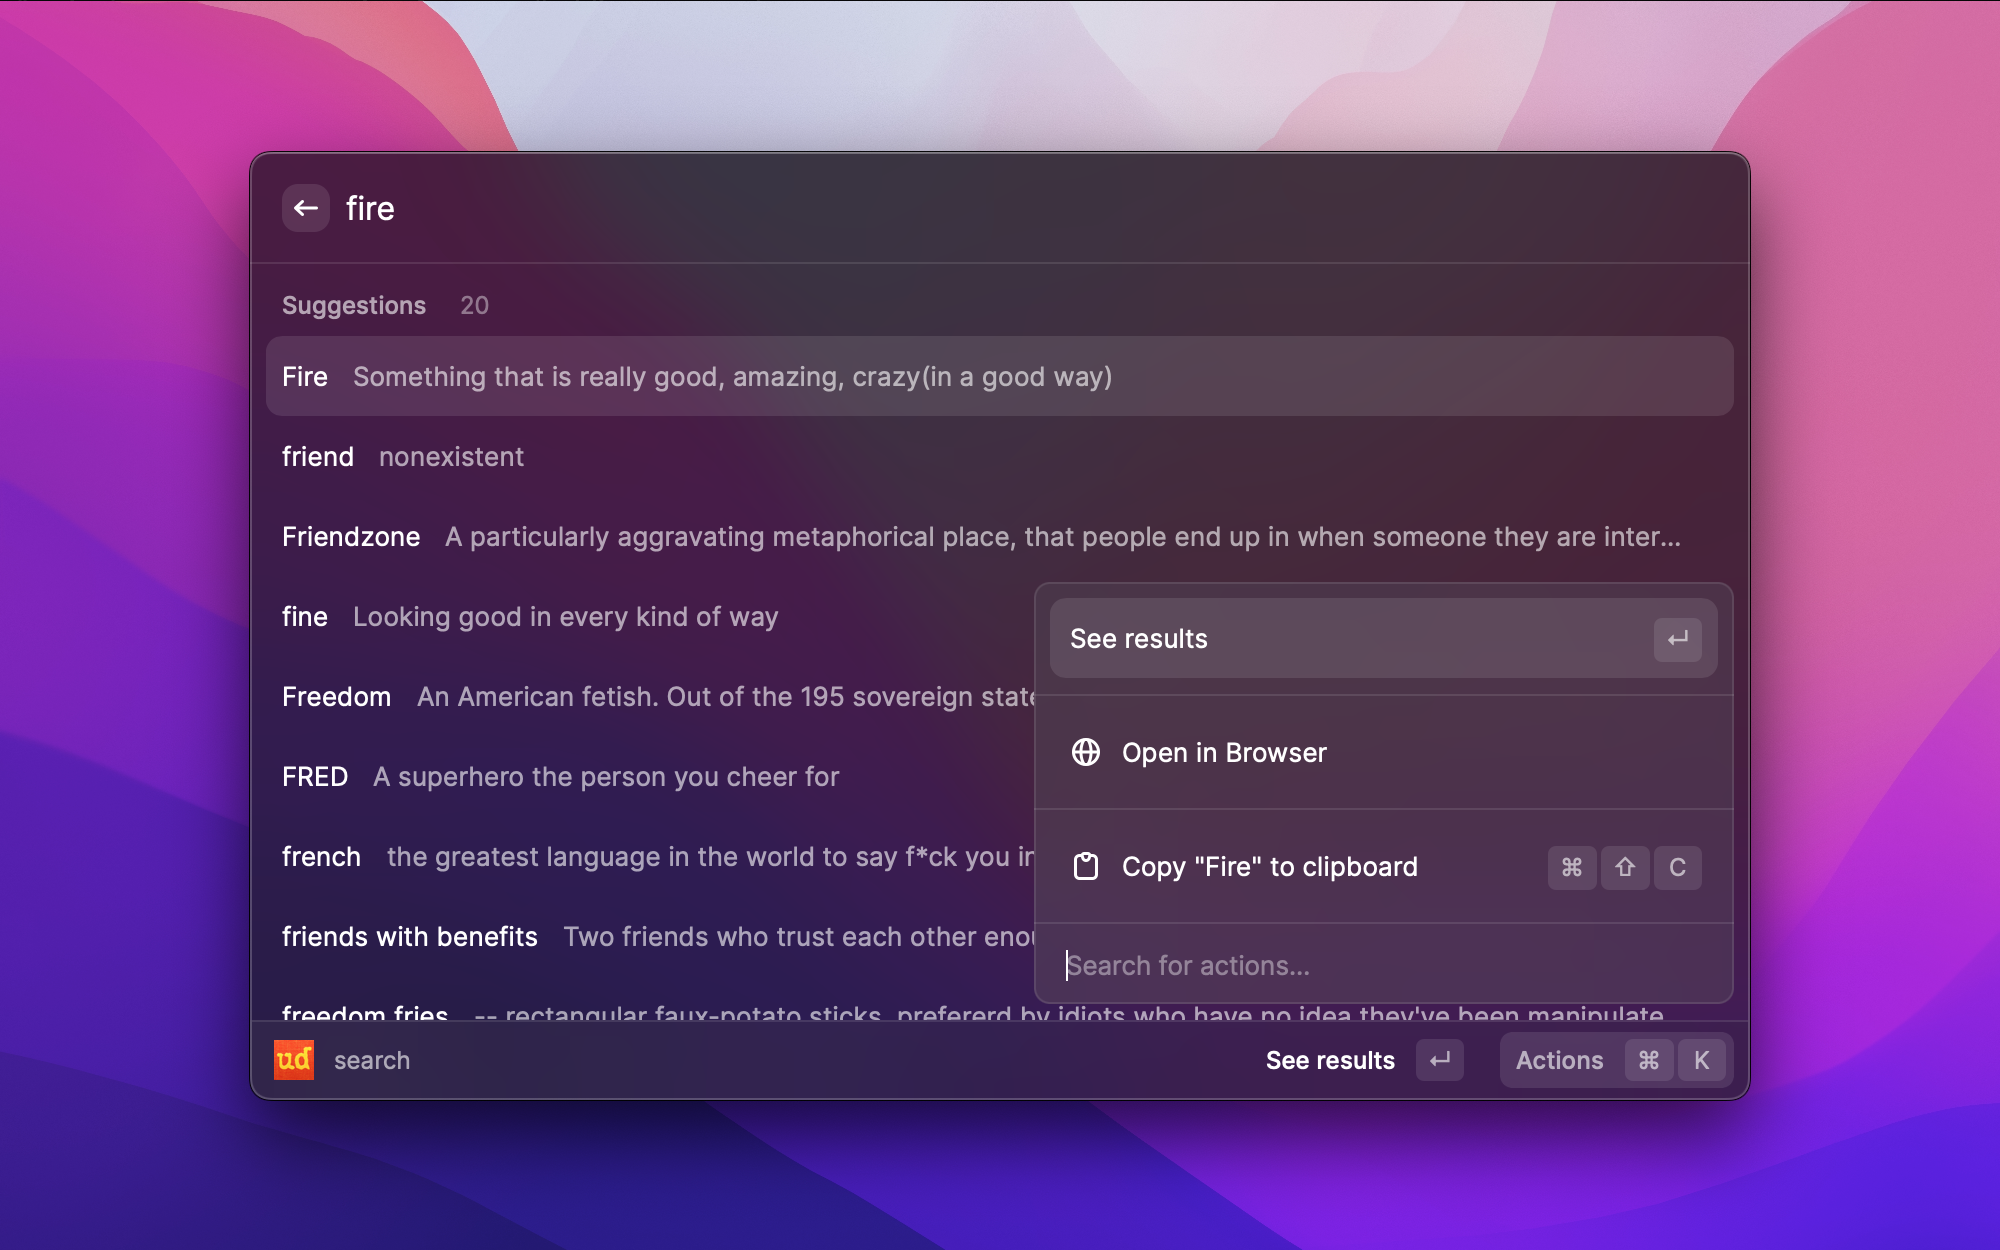 fire
Suggestions 20
Fire Something that is really good, amazing, crazy(in a good way)
friend nonexistent
Friendzone A particularly aggravating metaphorical place, that people end up in when someone they are inter...
fine Looking good in every kind of way
Freedom An American fetish. Out of the 195 sovereign state
FRED A superhero the person you cheer for
french the greatest language in the world to say f*ck you in
friends with benefits Two friends who trust each other enou
freedom fries -- rectangular faux-potato sticks, prefererd by idiots who have no idea they've been manipulate
See results
Open in Browser
Copy "Fire" to clipboard ⌘ ⇧ C
Search for actions...
ud search See results Actions ⌘ K